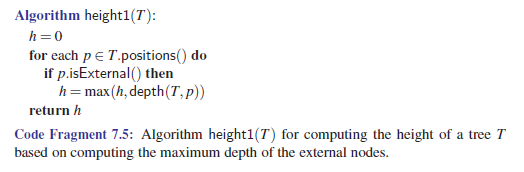 Algorithm height1(T):
h = 0
for each p ∈ T.positions() do
if p.isExternal() then
h = max(h, depth(T, p))
return h
Code Fragment 7.5: Algorithm height1(T) for computing the height of a tree T
based on computing the maximum depth of the external nodes.